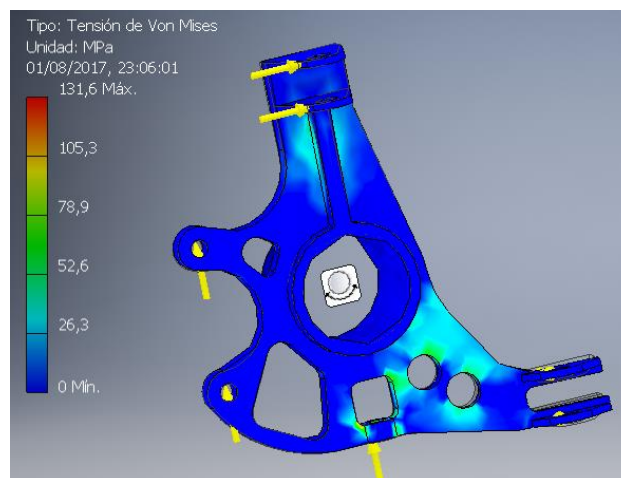 Tipo: Tensión de Von Mises
Unidad: MPa
01/08/2017, 23:06:01
131,6 Máx.
105,3
78,9
52,6
26,3
0 Mín.